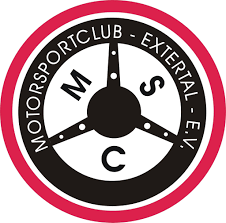 MOTORSPORTCLUB - EXTERTAL - E.V.
M S C